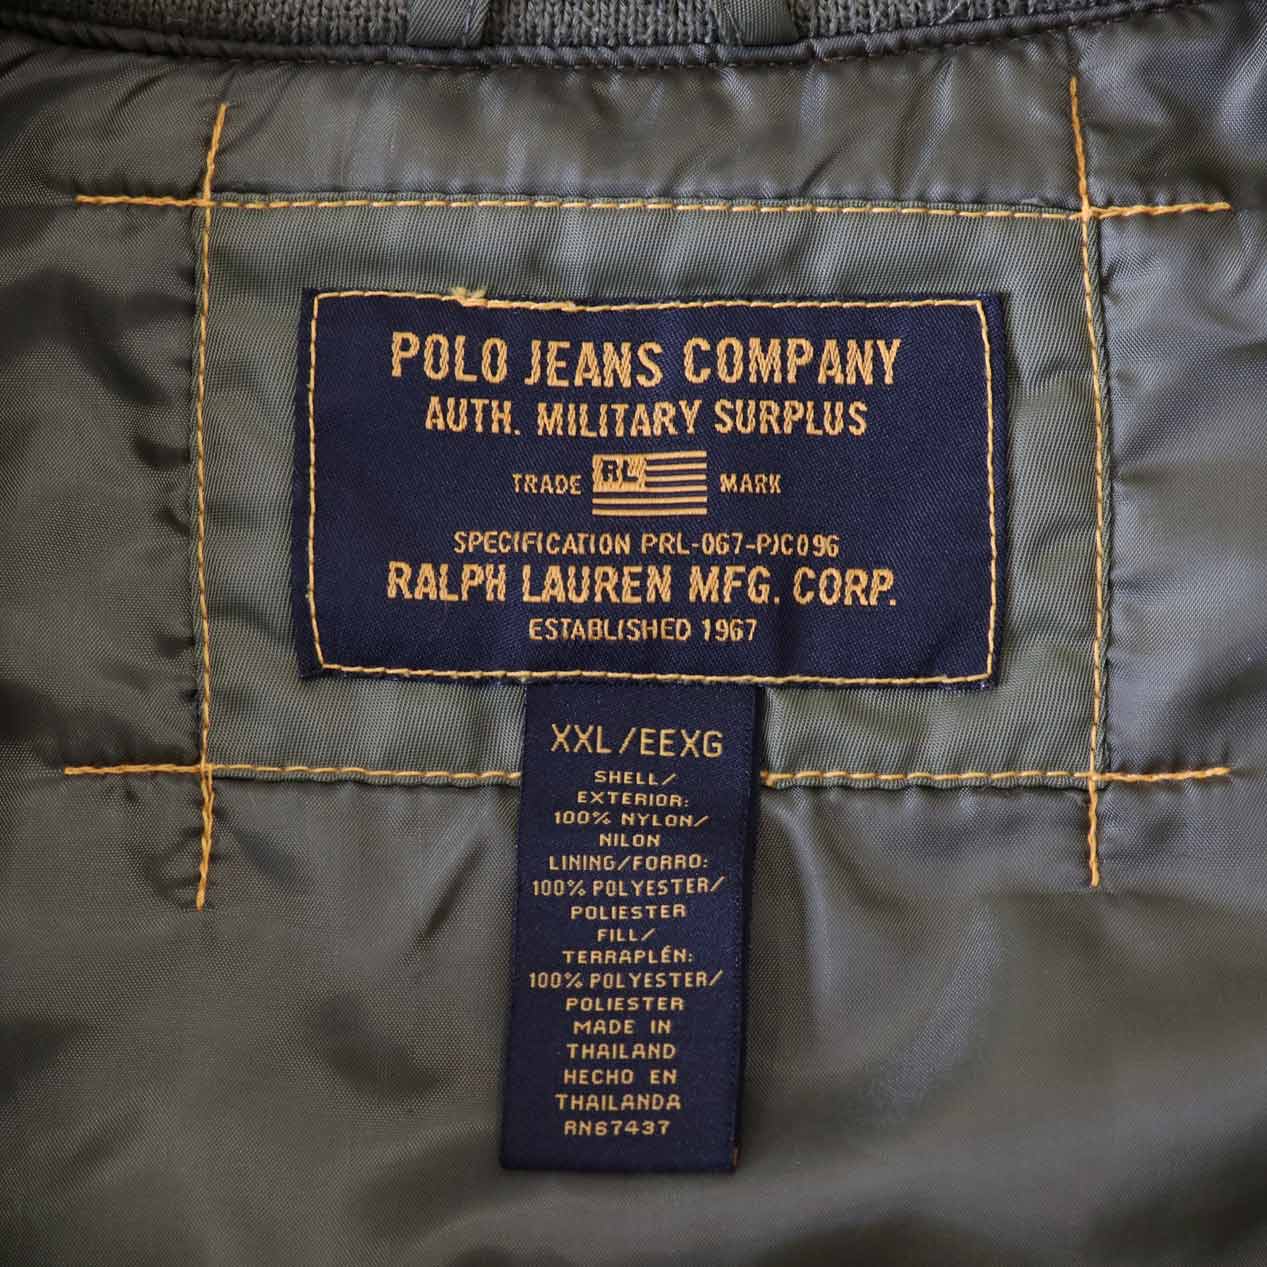 POLO JEANS COMPANY
AUTH. MILITARY SURPLUS
TRADE RL MARK
SPECIFICATION PRL-067-PJC096
RALPH LAUREN MFG. CORP.
ESTABLISHED 1967
XXL/EEXG
SHELL/
EXTERIOR:
100% NYLON/
NILON
LINING/FORRO:
100% POLYESTER/
POLIESTER
FILL/
TERRAPLÉN:
100% POLYESTER/
POLIESTER
MADE IN
THAILAND
HECHO EN
THAILANDA
RN67437